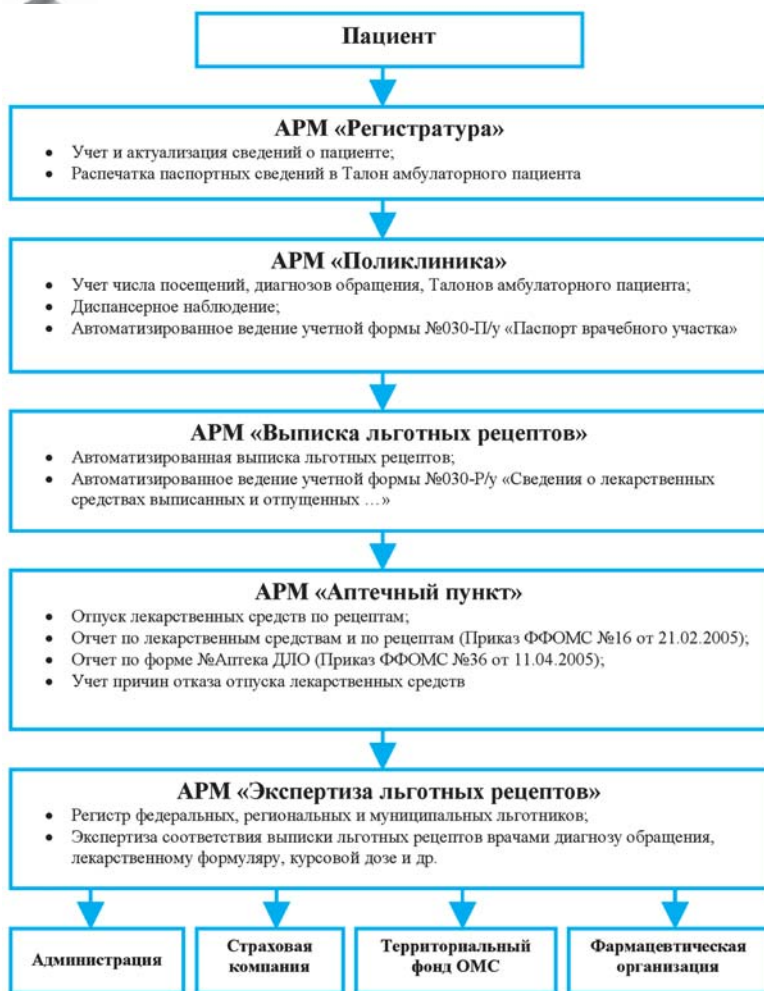 Пациент
АРМ «Регистратура»
• Учет и актуализация сведений о пациенте;
• Распечатка паспортных сведений в Талон амбулаторного пациента
АРМ «Поликлиника»
• Учет числа посещений, диагнозов обращения, Талонов амбулаторного пациента;
• Диспансерное наблюдение;
• Автоматизированное ведение учетной формы №030-П/у «Паспорт врачебного участка»
АРМ «Выписка льготных рецептов»
• Автоматизированная выписка льготных рецептов;
• Автоматизированное ведение учетной формы №030-Р/у «Сведения о лекарственных
средствах выписанных и отпущенных …»
АРМ «Аптечный пункт»
• Отпуск лекарственных средств по рецептам;
• Отчет по лекарственным средствам и по рецептам (Приказ ФФОМС №16 от 21.02.2005);
• Отчет по форме №Аптека ДЛО (Приказ ФФОМС №36 от 11.04.2005);
• Учет причин отказа отпуска лекарственных средств
АРМ «Экспертиза льготных рецептов»
• Регистр федеральных, региональных и муниципальных льготников;
• Экспертиза соответствия выписки льготных рецептов врачами диагнозу обращения,
лекарственному формуляру, курсовой дозе и др.
Администрация
Страховая
компания
Территориальный
фонд ОМС
Фармацевтическая
организация